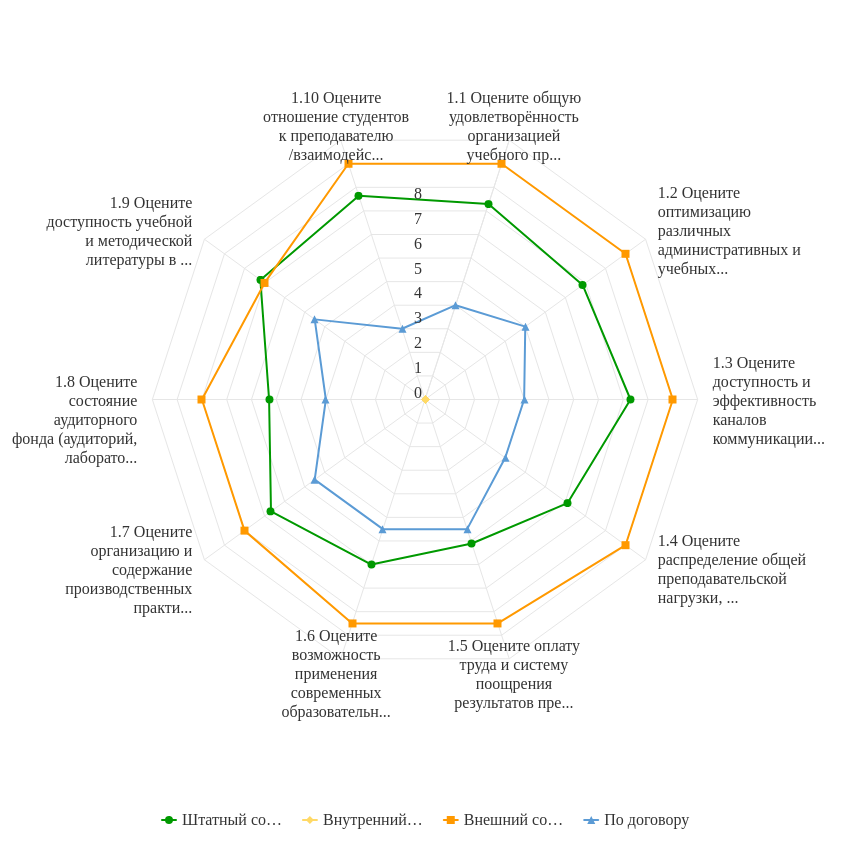 1.10 Оцените
отношение студентов
к преподавателю
/взаимодейс...
1.1 Оцените общую
удовлетворённость
организацией
учебного пр...
1.2 Оцените
оптимизацию
различных
административных и
учебных...
1.3 Оцените
доступность и
эффективность
каналов
коммуникации...
1.4 Оцените
распределение общей
преподавательской
нагрузки, ...
1.5 Оцените оплату
труда и систему
поощрения
результатов пре...
1.6 Оцените
возможность
применения
современных
образовательн...
1.7 Оцените
организацию и
содержание
производственных
практи...
1.8 Оцените
состояние
аудиторного
фонда (аудиторий,
лаборато...
1.9 Оцените
доступность учебной
и методической
литературы в ...
8
7
6
5
4
3
2
1
0
Штатный со… Внутренний… Внешний со… По договору